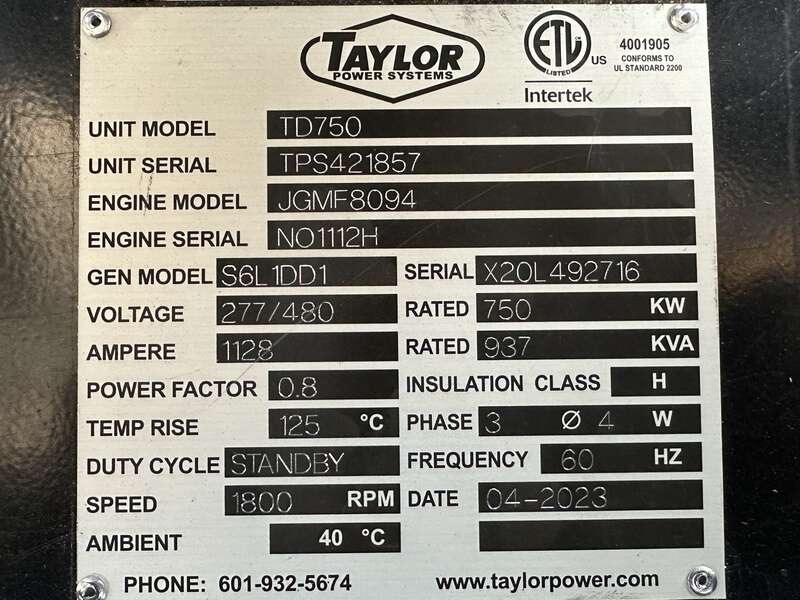 TAYLOR
POWER SYSTEMS
ETL
LISTED
US
Intertek
4001905
CONFORMS TO
UL STANDARD 2200
UNIT MODEL TD750
UNIT SERIAL TPS421857
ENGINE MODEL JGMF8094
ENGINE SERIAL NO1112H
GEN MODEL S6L1DD1 SERIAL X20L492716
VOLTAGE 277/480 RATED 750 KW
AMPERE 1128 RATED 937 KVA
POWER FACTOR 0.8 INSULATION CLASS H
TEMP RISE 125 °C PHASE 3 Ø 4 W
DUTY CYCLE STANDBY FREQUENCY 60 HZ
SPEED 1800 RPM DATE 04-2023
AMBIENT 40 °C
PHONE: 601-932-5674 www.taylorpower.com